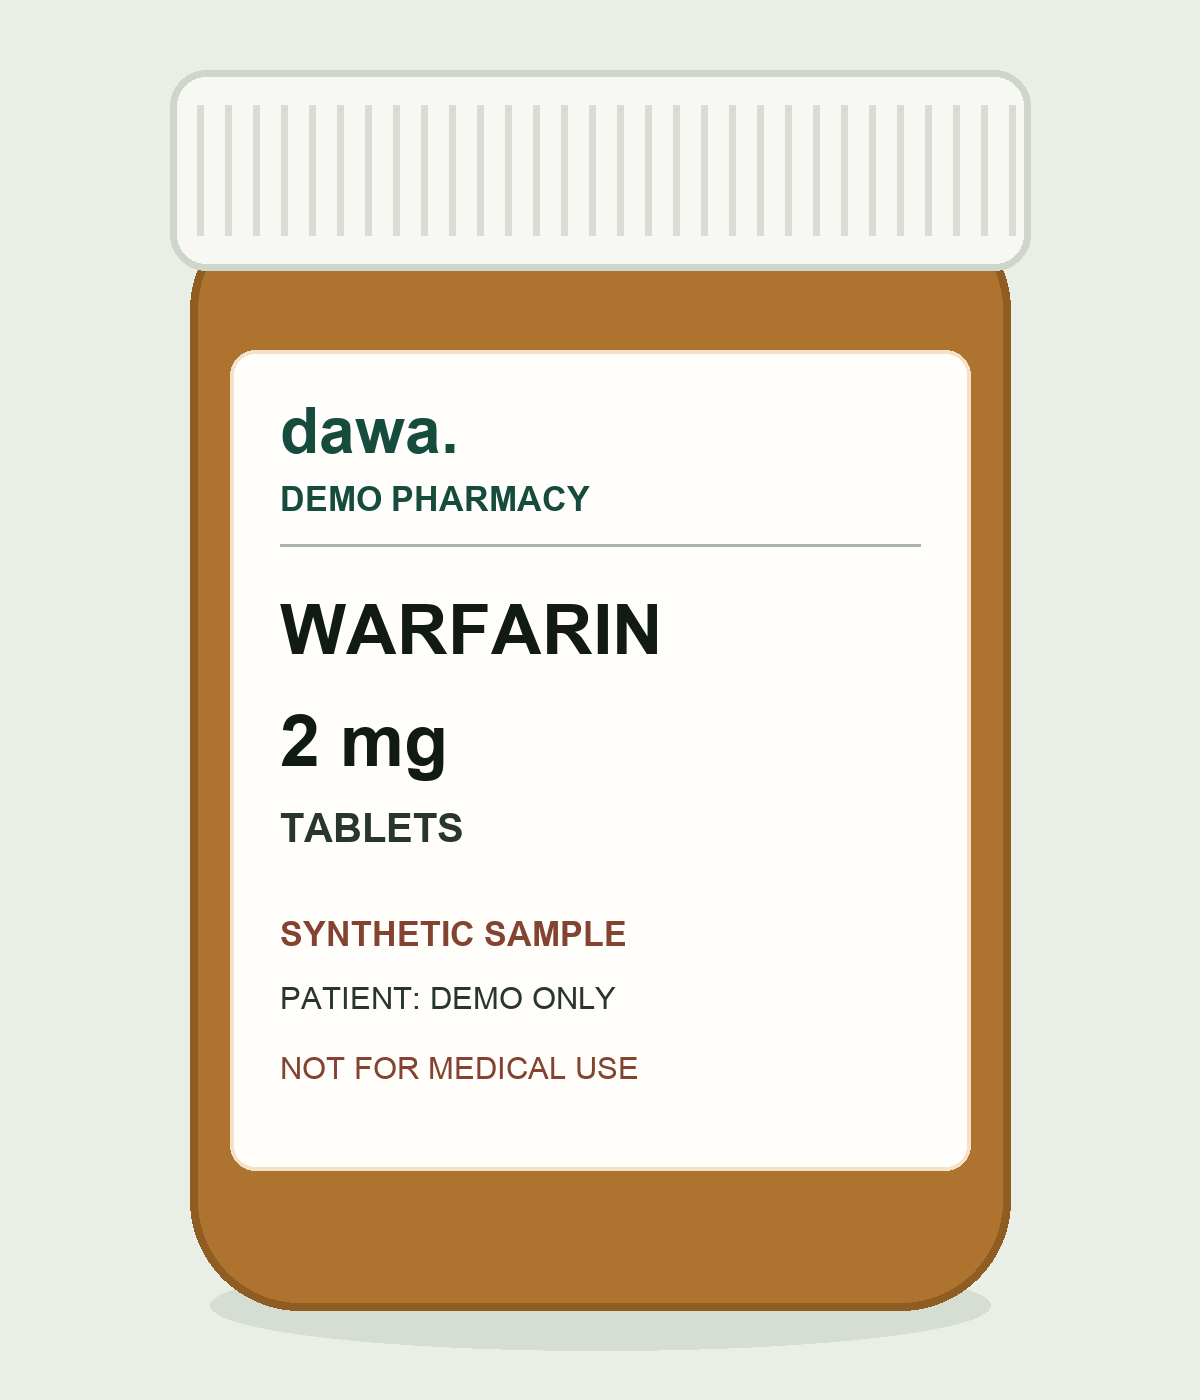 dawa.
DEMO PHARMACY
WARFARIN
2 mg
TABLETS
SYNTHETIC SAMPLE
PATIENT: DEMO ONLY
NOT FOR MEDICAL USE